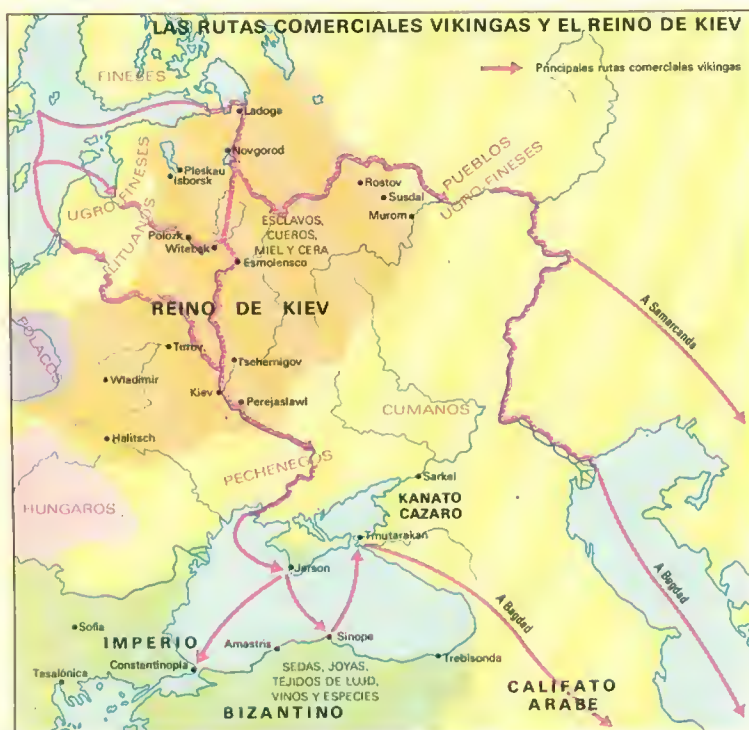 LAS RUTAS COMERCIALES VIKINGAS Y EL REINO DE KIEV
Principales rutas comerciales vikingas
FINESES
Ladoga
Novgorod
Pleskau
Isborsk
UGRO-FINESES
LITUANOS
Polozk
Witebsk
Esmolensco
ESCLAVOS,
CUEROS,
MIEL Y CERA
Rostov
Susdal
Murom
PUEBLOS
UGRO-FINESES
A Samarcanda
REINO DE KIEV
POLACOS
Turov
Tschernigov
Wladimir
Kiev
Perejaslawl
Halitsch
CUMANOS
PECHENEGOS
HUNGAROS
Sarkel
KANATO
CAZARO
Tmutarakan
Jerson
A Bagdad
A Bagdad
Sofia
IMPERIO
Constantinopla
Amastris
Sinope
Trebisonda
Tasalónica
SEDAS, JOYAS,
TEJIDOS DE LUJO,
VINOS Y ESPECIES
BIZANTINO
CALIFATO
ARABE